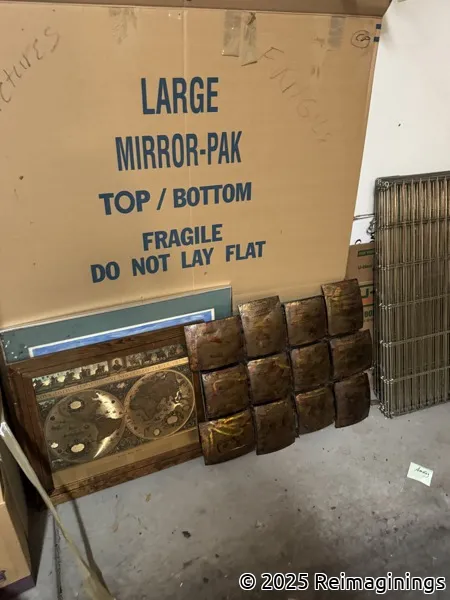 LARGE
MIRROR-PAK
TOP / BOTTOM
FRAGILE
DO NOT LAY FLAT
© 2025 Reimaginings